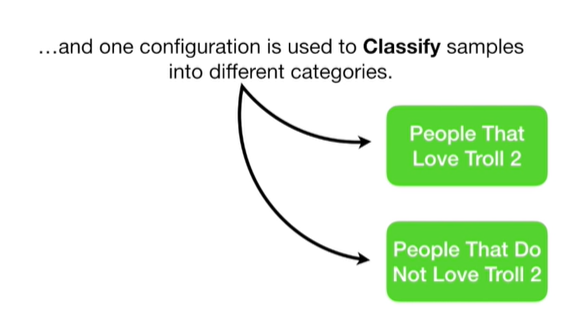 …and one configuration is used to Classify samples
into different categories.
People That
Love Troll 2
People That Do
Not Love Troll 2